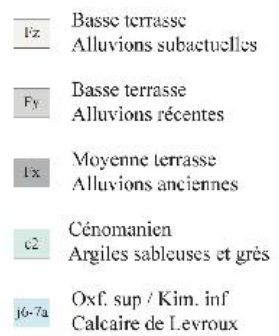 Fz Basse terrasse
Alluvions subactuelles
Fy Basse terrasse
Alluvions récentes
Fx Moyenne terrasse
Alluvions anciennes
c2 Cénomanien
Argiles sableuses et grès
j6-7a Oxf. sup / Kim. inf
Calcaire de Levroux